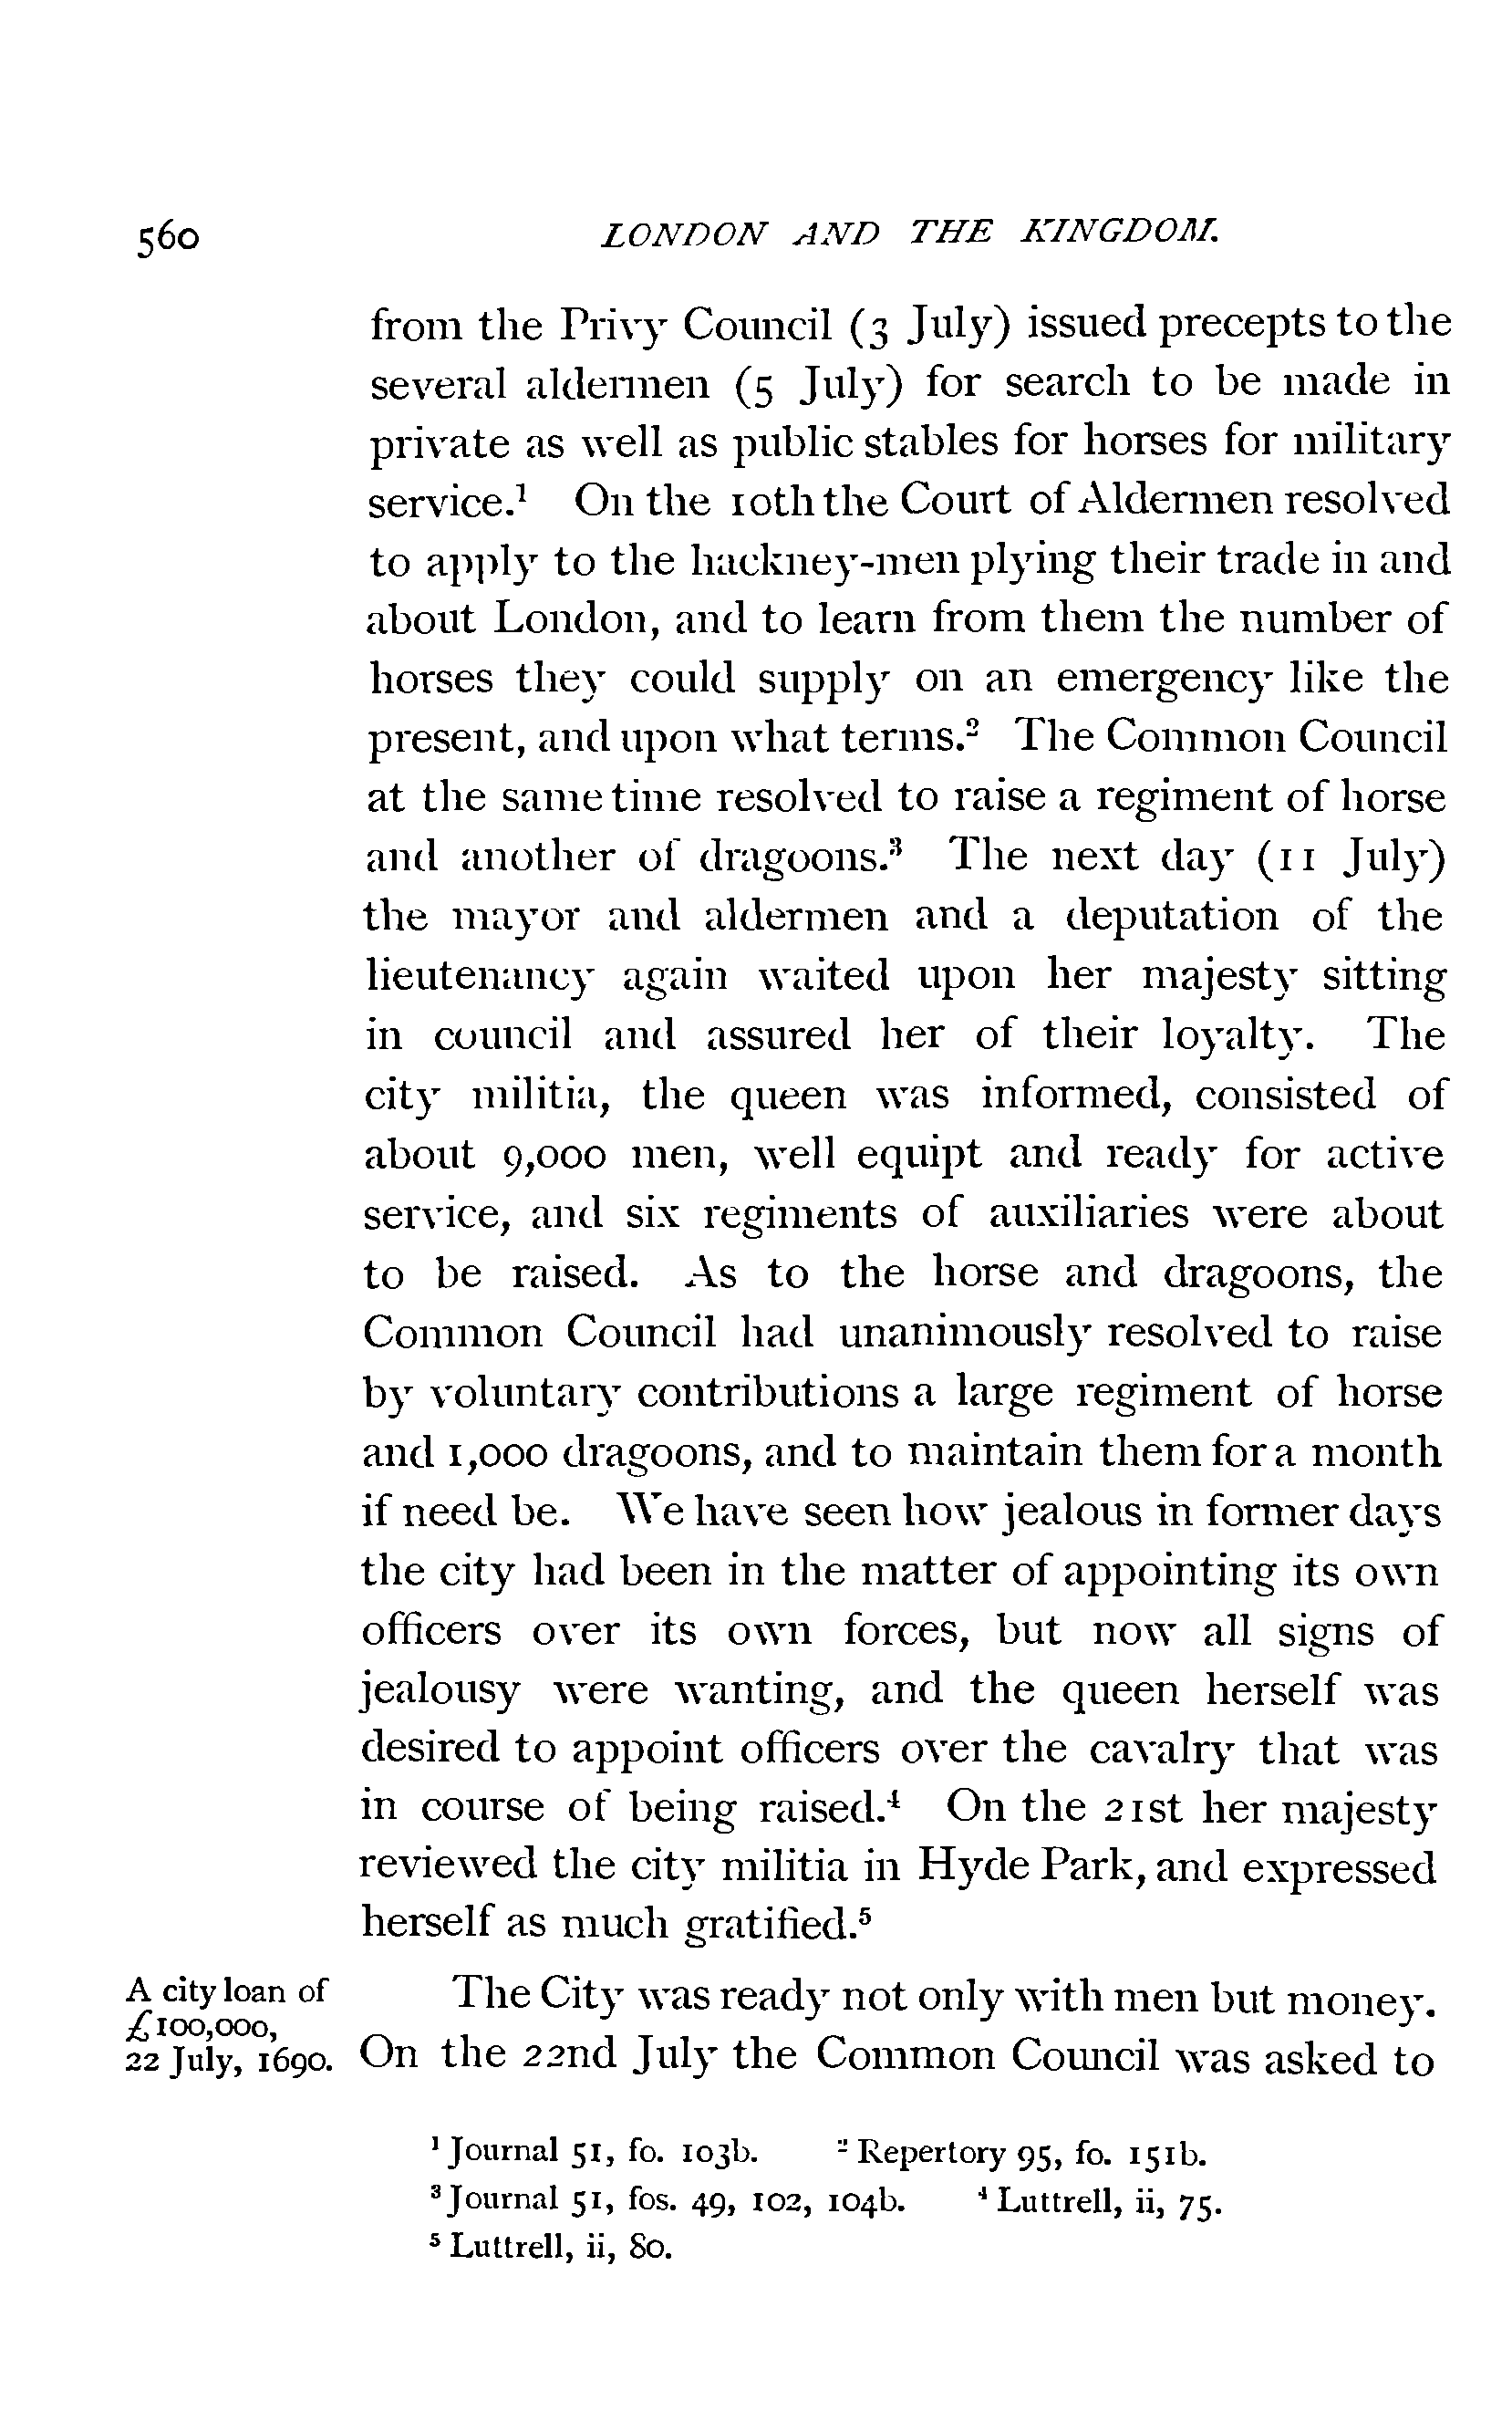 560 LONDON AND THE KINGDOM.
from the Privy Council (3 July) issued precepts to the
several aldermen (5 July) for search to be made in
private as well as public stables for horses for military
service.¹ On the 10th the Court of Aldermen resolved
to apply to the hackney-men plying their trade in and
about London, and to learn from them the number of
horses they could supply on an emergency like the
present, and upon what terms.² The Common Council
at the same time resolved to raise a regiment of horse
and another of dragoons.³ The next day (11 July)
the mayor and aldermen and a deputation of the
lieutenancy again waited upon her majesty sitting
in council and assured her of their loyalty. The
city militia, the queen was informed, consisted of
about 9,000 men, well equipt and ready for active
service, and six regiments of auxiliaries were about
to be raised. As to the horse and dragoons, the
Common Council had unanimously resolved to raise
by voluntary contributions a large regiment of horse
and 1,000 dragoons, and to maintain them for a month
if need be. We have seen how jealous in former days
the city had been in the matter of appointing its own
officers over its own forces, but now all signs of
jealousy were wanting, and the queen herself was
desired to appoint officers over the cavalry that was
in course of being raised.⁴ On the 21st her majesty
reviewed the city militia in Hyde Park, and expressed
herself as much gratified.⁵
A city loan of
£100,000,
22 July, 1690.
The City was ready not only with men but money.
On the 22nd July the Common Council was asked to
¹ Journal 51, fo. 103b. ² Repertory 95, fo. 151b.
³ Journal 51, fos. 49, 102, 104b. ⁴ Luttrell, ii, 75.
⁵ Luttrell, ii, 80.